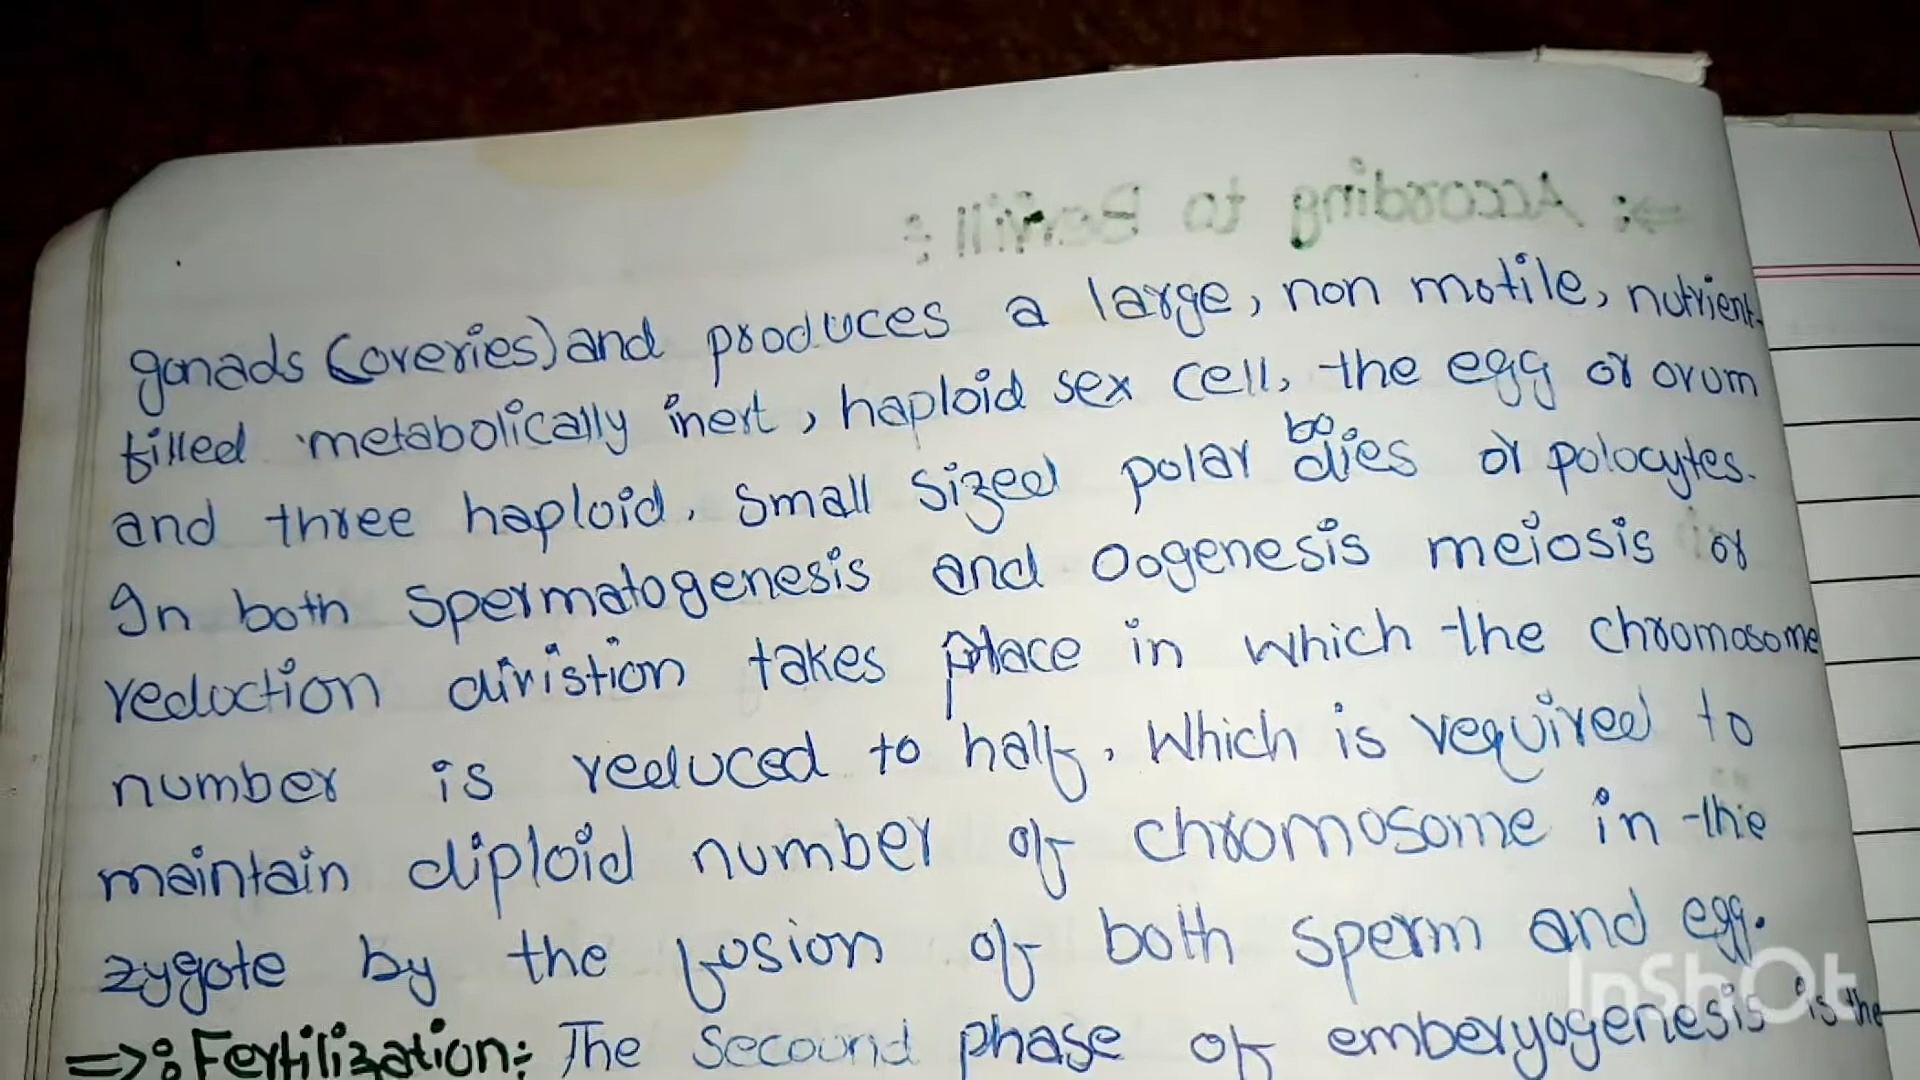 gonads (overies) and produces a large, non motile, nutrient-
filled metabolically inert, haploid sex cell, the egg or ovum
and three haploid, small sized polar bodies or polocytes.
In both spermatogenesis and Oogenesis meiosis or
reduction divistion takes place in which the chromosome
number is reduced to half, which is required to
maintain diploid number of chromosome in the
zygote by the fusion of both sperm and egg.
=>: Fertilization: The Secound phase of emberyogenesis is the
InShOt